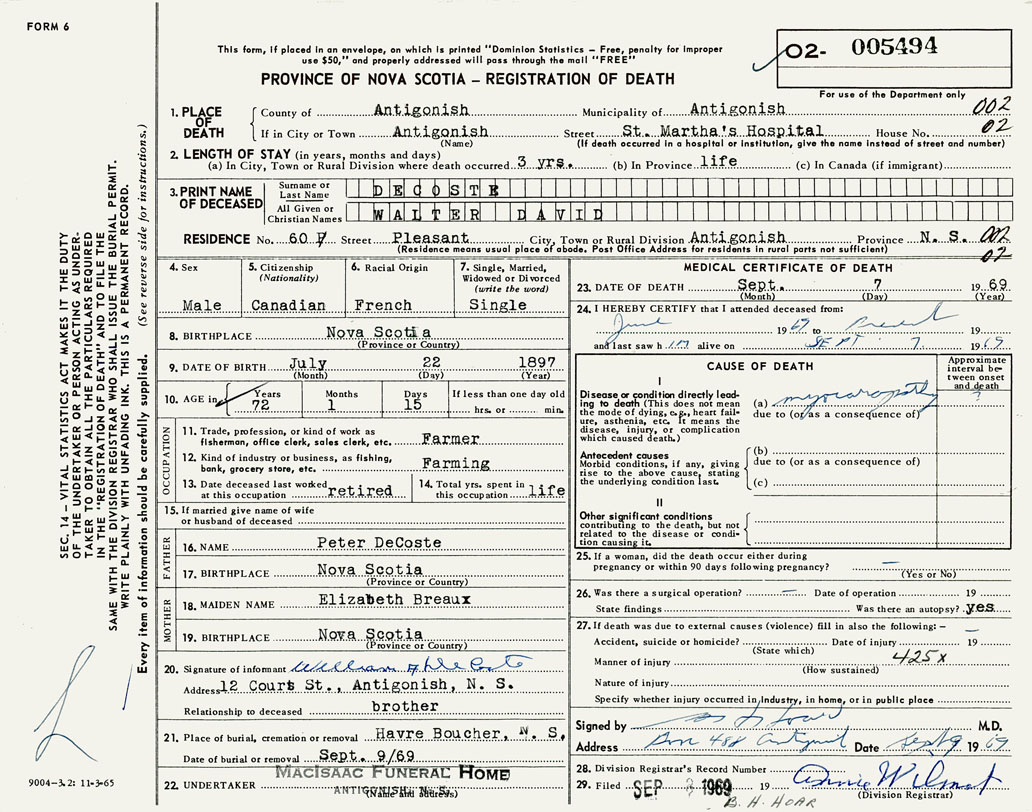 FORM 6
This form, if placed in an envelope, on which is printed "Dominion Statistics – Free, penalty for improper
use $50," and properly addressed will pass through the mail "FREE"
O2- 005494
For use of the Department only
PROVINCE OF NOVA SCOTIA – REGISTRATION OF DEATH
1. PLACE OF DEATH County of Antigonish Municipality of Antigonish 002
If in City or Town Antigonish Street St. Martha's Hospital House No. 02
(Name) (If death occurred in a hospital or institution, give the name instead of street and number)
2. LENGTH OF STAY (in years, months and days)
(a) In City, Town or Rural Division where death occurred 3 yrs. (b) In Province life (c) In Canada (if immigrant)
3. PRINT NAME OF DECEASED Surname or Last Name DECOSTE
All Given or Christian Names WALTER DAVID
RESIDENCE No. 607 Street Pleasant City, Town or Rural Division Antigonish Province N. S. 002
(Residence means usual place of abode. Post Office Address for residents in rural parts not sufficient) 02
4. Sex
Male
5. Citizenship (Nationality)
Canadian
6. Racial Origin
French
7. Single, Married, Widowed or Divorced (write the word)
Single
8. BIRTHPLACE Nova Scotia
(Province or Country)
9. DATE OF BIRTH July 22 1897
(Month) (Day) (Year)
10. AGE in Years Months Days If less than one day old
72 1 15 hrs. or min.
OCCUPATION
11. Trade, profession, or kind of work as fisherman, office clerk, sales clerk, etc. Farmer
12. Kind of industry or business, as fishing, bank, grocery store, etc. Farming
13. Date deceased last worked at this occupation retired
14. Total yrs. spent in this occupation life
15. If married give name of wife or husband of deceased
FATHER
16. NAME Peter DeCoste
17. BIRTHPLACE Nova Scotia
(Province or Country)
MOTHER
18. MAIDEN NAME Elizabeth Breaux
19. BIRTHPLACE Nova Scotia
(Province or Country)
20. Signature of informant William A DeCoste
Address 12 Court St., Antigonish, N. S.
Relationship to deceased brother
21. Place of burial, cremation or removal Havre Boucher, N. S.
Date of burial or removal Sept. 9/69
22. UNDERTAKER MacIsaac Funeral Home
(Name and address) ANTIGONISH, N. S.
MEDICAL CERTIFICATE OF DEATH
23. DATE OF DEATH Sept. 7 1969
(Month) (Day) (Year)
24. I HEREBY CERTIFY that I attended deceased from:
June 1969 to Present 19
and last saw h im alive on SEPT 7 1969
CAUSE OF DEATH
Approximate interval between onset and death
I
Disease or condition directly leading to death (This does not mean the mode of dying, e.g., heart failure, asthenia, etc. It means the disease, injury, or complication which caused death.)
(a) myocaropathy ?
due to (or as a consequence of)
Antecedent causes
Morbid conditions, if any, giving rise to the above cause, stating the underlying condition last.
(b)
due to (or as a consequence of)
(c)
II
Other significant conditions
contributing to the death, but not related to the disease or condition causing it.
25. If a woman, did the death occur either during pregnancy or within 90 days following pregnancy? –
(Yes or No)
26. Was there a surgical operation? – Date of operation 19
State findings Was there an autopsy? yes
27. If death was due to external causes (violence) fill in also the following: – –
Accident, suicide or homicide? Date of injury 19
(State which)
Manner of injury 425x
(How sustained)
Nature of injury
Specify whether injury occurred in Industry, in home, or in public place
Signed by M.D.
Address Box 488 Antigonish Date Sept 9 1969
28. Division Registrar's Record Number
29. Filed SEP 1969 19 Annie Wilmot
(Division Registrar)
B. H. HOAR
SEC. 14 – VITAL STATISTICS ACT MAKES IT THE DUTY
OF THE UNDERTAKER OR PERSON ACTING AS UNDER-
TAKER TO OBTAIN ALL THE PARTICULARS REQUIRED
IN THE "REGISTRATION OF DEATH" AND TO FILE THE
SAME WITH THE DIVISION REGISTRAR WHO SHALL ISSUE THE BURIAL PERMIT.
WRITE PLAINLY WITH UNFADING INK. THIS IS A PERMANENT RECORD.
Every item of information should be carefully supplied. (See reverse side for instructions.)
9004-3.2: 11-3-65